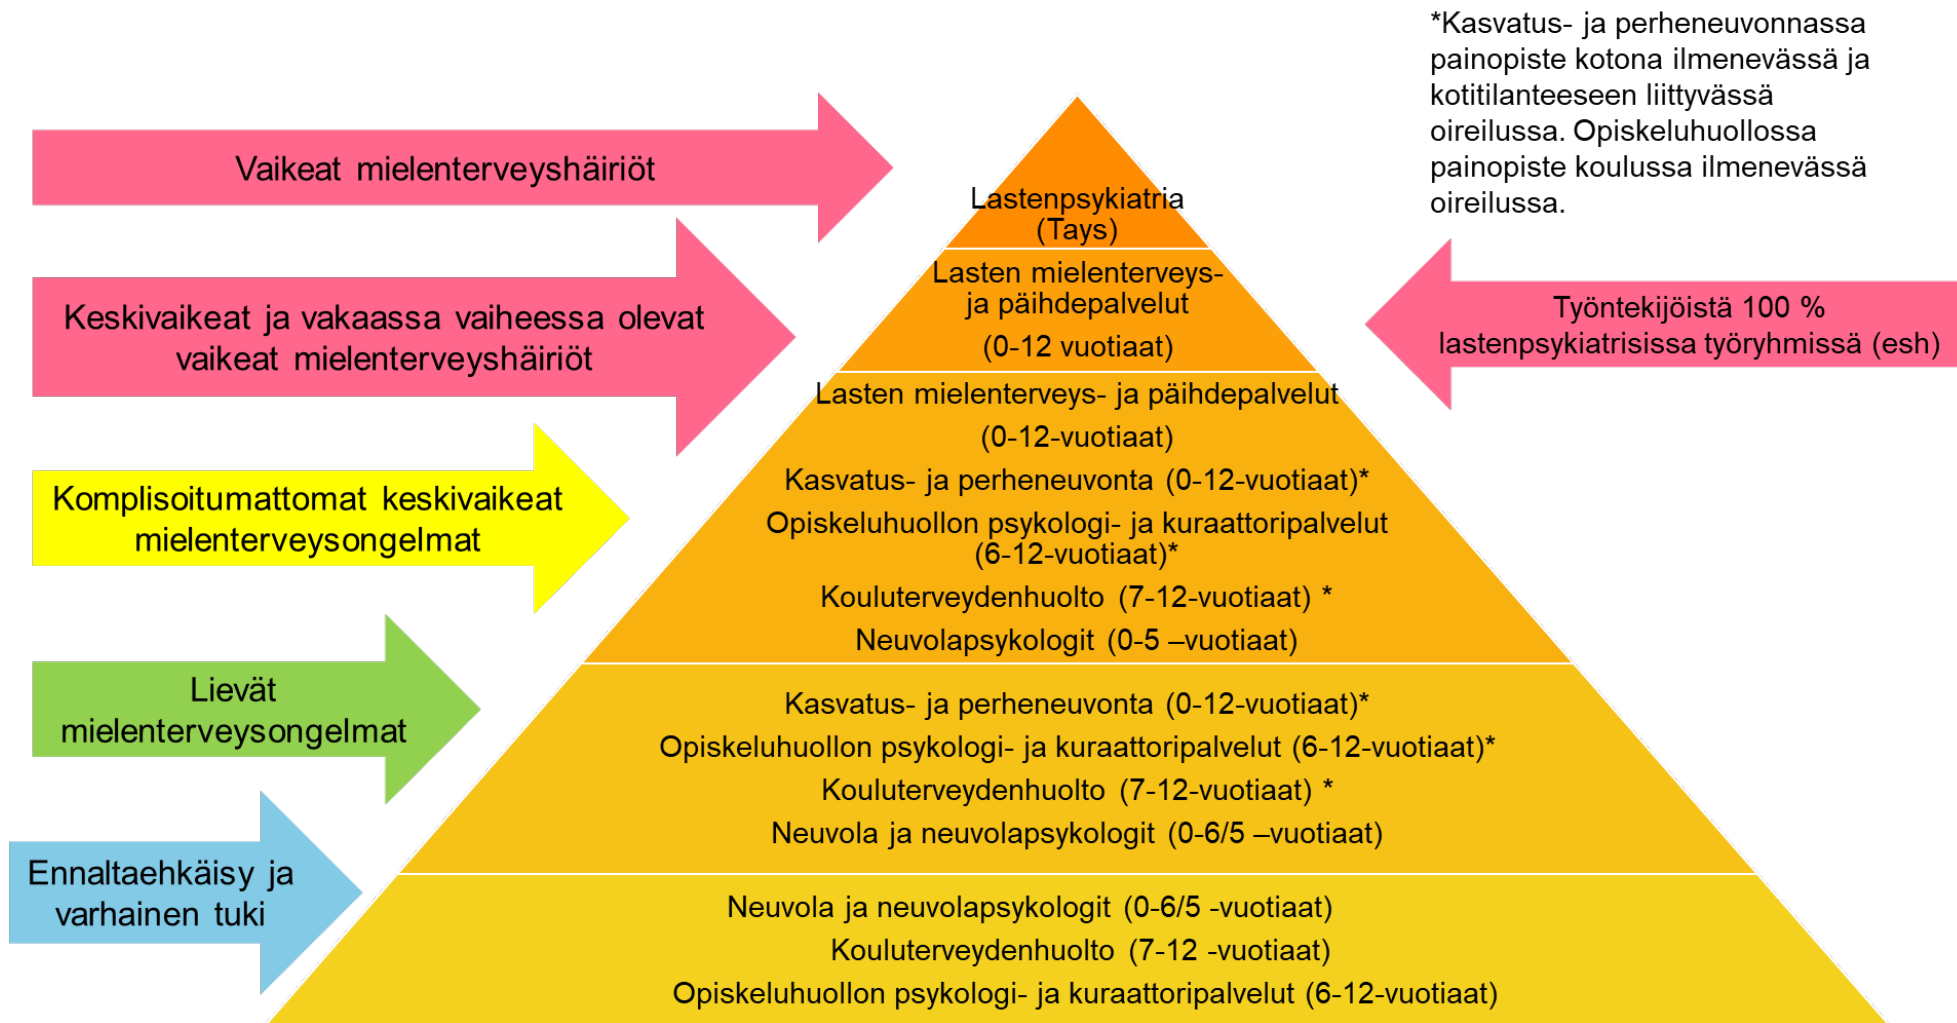 *Kasvatus- ja perheneuvonnassa
painopiste kotona ilmenevässä ja
kotitilanteeseen liittyvässä
oireilussa. Opiskeluhuollossa
painopiste koulussa ilmenevässä
oireilussa.
Vaikeat mielenterveyshäiriöt
Lastenpsykiatria
(Tays)
Keskivaikeat ja vakaassa vaiheessa olevat
vaikeat mielenterveyshäiriöt
Lasten mielenterveys-
ja päihdepalvelut
(0-12 vuotiaat)
Työntekijöistä 100 %
lastenpsykiatrisissa työryhmissä (esh)
Komplisoitumattomat keskivaikeat
mielenterveysongelmat
Lasten mielenterveys- ja päihdepalvelut
(0-12-vuotiaat)
Kasvatus- ja perheneuvonta (0-12-vuotiaat)*
Opiskeluhuollon psykologi- ja kuraattoripalvelut
(6-12-vuotiaat)*
Kouluterveydenhuolto (7-12-vuotiaat) *
Neuvolapsykologit (0-5 –vuotiaat)
Lievät
mielenterveysongelmat
Kasvatus- ja perheneuvonta (0-12-vuotiaat)*
Opiskeluhuollon psykologi- ja kuraattoripalvelut (6-12-vuotiaat)*
Kouluterveydenhuolto (7-12-vuotiaat) *
Neuvola ja neuvolapsykologit (0-6/5 –vuotiaat)
Ennaltaehkäisy ja
varhainen tuki
Neuvola ja neuvolapsykologit (0-6/5 -vuotiaat)
Kouluterveydenhuolto (7-12 -vuotiaat)
Opiskeluhuollon psykologi- ja kuraattoripalvelut (6-12-vuotiaat)